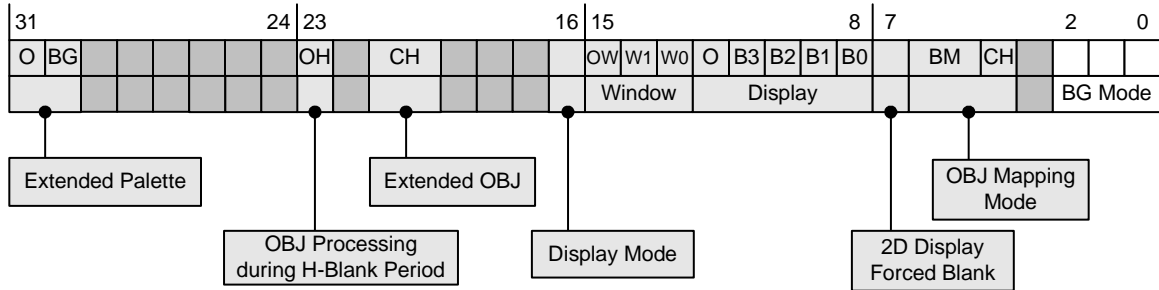 31 24 23 16 15 8 7 2 0
O BG OH CH OW W1 W0 O B3 B2 B1 B0 BM CH
Window Display BG Mode
Extended Palette
Extended OBJ
OBJ Mapping
Mode
OBJ Processing
during H-Blank Period
Display Mode
2D Display
Forced Blank